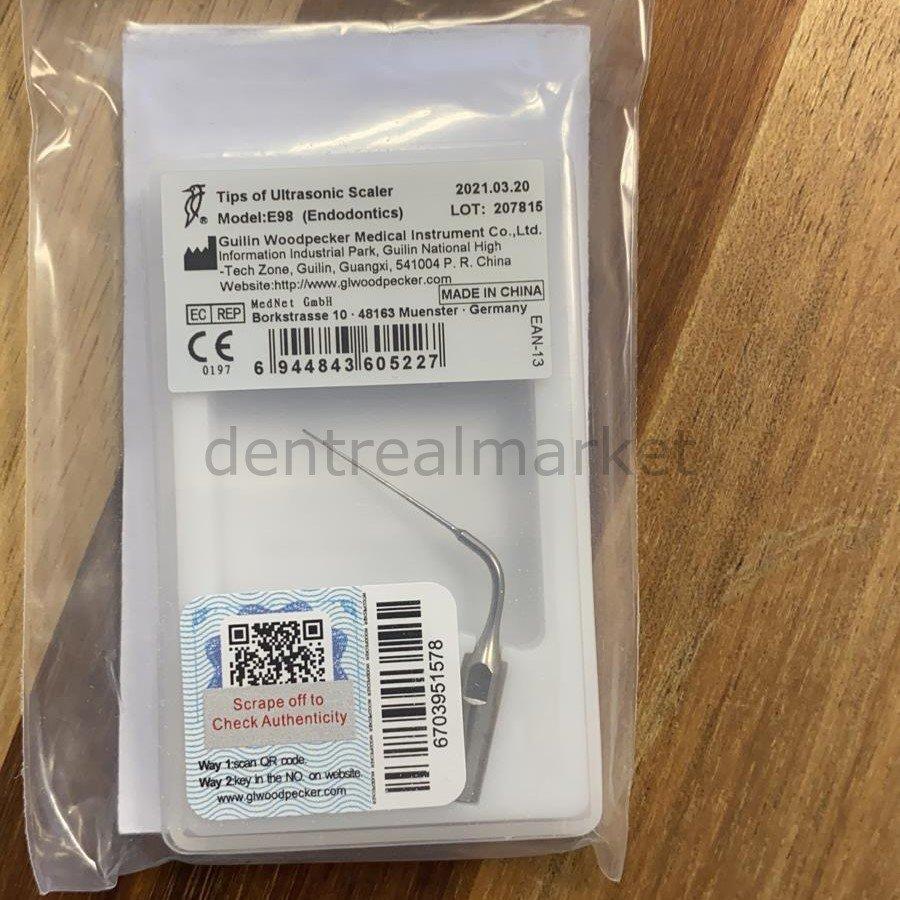 Tips of Ultrasonic Scaler
Model:E98 (Endodontics)
2021.03.20
LOT: 207815
®
Guilin Woodpecker Medical Instrument Co.,Ltd.
Information Industrial Park, Guilin National High
-Tech Zone, Guilin, Guangxi, 541004 P. R. China
Website:http://www.glwoodpecker.com
MADE IN CHINA
EC REP
MedNet GmbH
Borkstrasse 10 · 48163 Muenster · Germany
CE
0197
6 944843 605227
EAN-13
dentrealmarket
Scrape off to
Check Authenticity
Way 1:scan QR code.
Way 2:key in the NO. on website.
www.glwoodpecker.com
6703951578